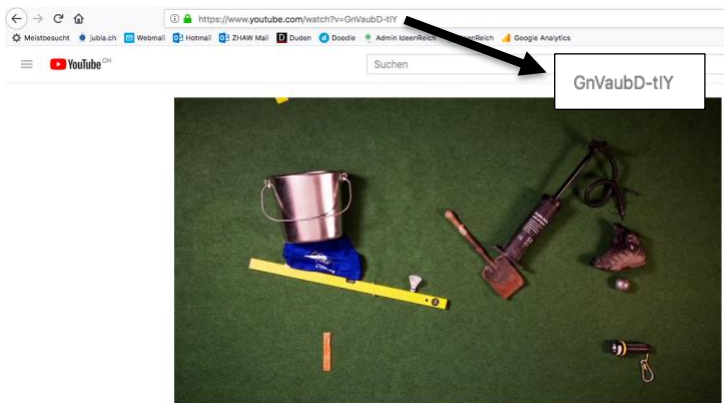 https://www.youtube.com/watch?v=GnVaubD-tIY
Meistbesucht jubla.ch Webmail Hotmail ZHAW Mail Duden Doodle Admin IdeenReich Google Analytics
YouTube CH
Suchen
GnVaubD-tIY